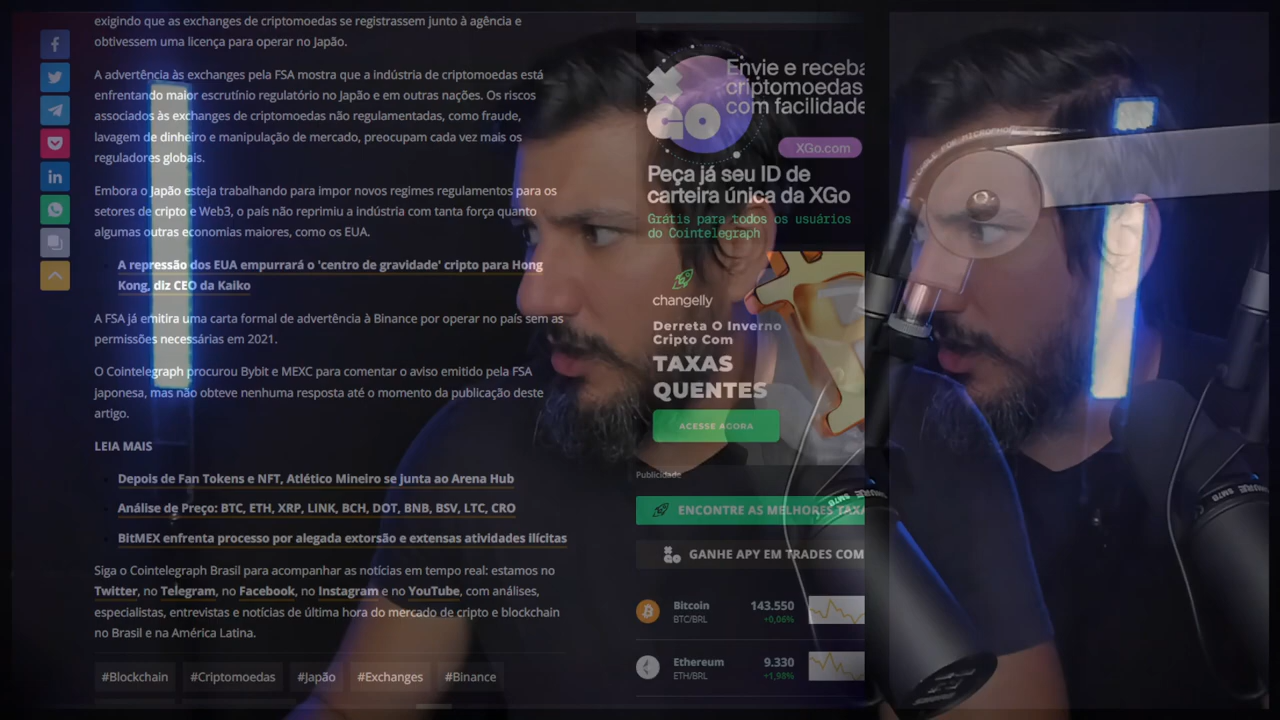 exigindo que as exchanges de criptomoedas se registrassem junto à agência e
obtivessem uma licença para operar no Japão.
A advertência às exchanges pela FSA mostra que a indústria de criptomoedas está
enfrentando maior escrutínio regulatório no Japão e em outras nações. Os riscos
associados às exchanges de criptomoedas não regulamentadas, como fraude,
lavagem de dinheiro e manipulação de mercado, preocupam cada vez mais os
reguladores globais.
Embora o Japão esteja trabalhando para impor novos regimes regulamentos para os
setores de cripto e Web3, o país não reprimiu a indústria com tanta força quanto
algumas outras economias maiores, como os EUA.
A repressão dos EUA empurrará o 'centro de gravidade' cripto para Hong
Kong, diz CEO da Kaiko
A FSA já emitira uma carta formal de advertência à Binance por operar no país sem as
permissões necessárias em 2021.
O Cointelegraph procurou Bybit e MEXC para comentar o aviso emitido pela FSA
japonesa, mas não obteve nenhuma resposta até o momento da publicação deste
artigo.
LEIA MAIS
Depois de Fan Tokens e NFT, Atlético Mineiro se junta ao Arena Hub
Análise de Preço: BTC, ETH, XRP, LINK, BCH, DOT, BNB, BSV, LTC, CRO
BitMEX enfrenta processo por alegada extorsão e extensas atividades ilícitas
Siga o Cointelegraph Brasil para acompanhar as notícias em tempo real: estamos no
Twitter, no Telegram, no Facebook, no Instagram e no YouTube, com análises,
especialistas, entrevistas e notícias de última hora do mercado de cripto e blockchain
no Brasil e na América Latina.
#Blockchain #Criptomoedas #Japão #Exchanges #Binance
XGO
Envie e receba
criptomoedas
com facilidade
XGo.com
Peça já seu ID de
carteira única da XGo
Grátis para todos os usuários
do Cointelegraph
changelly
Derreta O Inverno
Cripto Com
TAXAS
QUENTES
ACESSE AGORA
Publicidade
ENCONTRE AS MELHORES TAXA
GANHE APY EM TRADES COM
Bitcoin 143.550
BTC/BRL +0,06%
Ethereum 9.330
ETH/BRL +1,98%
SM7B